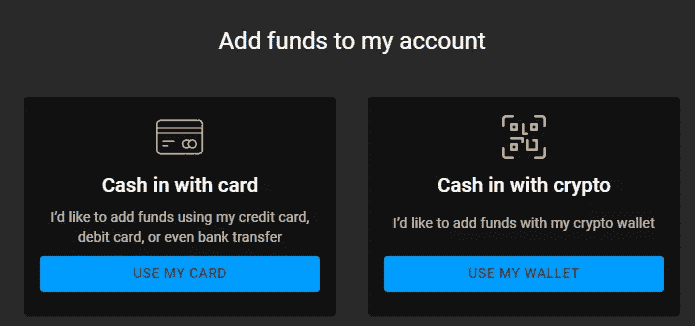 Add funds to my account
Cash in with card
I'd like to add funds using my credit card,
debit card, or even bank transfer
USE MY CARD
Cash in with crypto
I'd like to add funds with my crypto wallet
USE MY WALLET